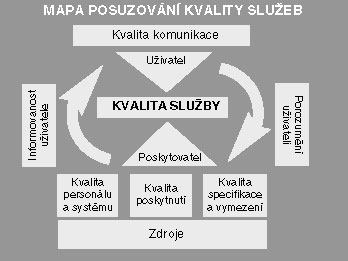 MAPA POSUZOVÁNÍ KVALITY SLUŽEB
Kvalita komunikace
Uživatel
Informovanost
uživatele
KVALITA SLUŽBY
Porozumění
uživateli
Poskytovatel
Kvalita
personálu
a systému
Kvalita
poskytnutí
Kvalita
specifikace
a vymezení
Zdroje